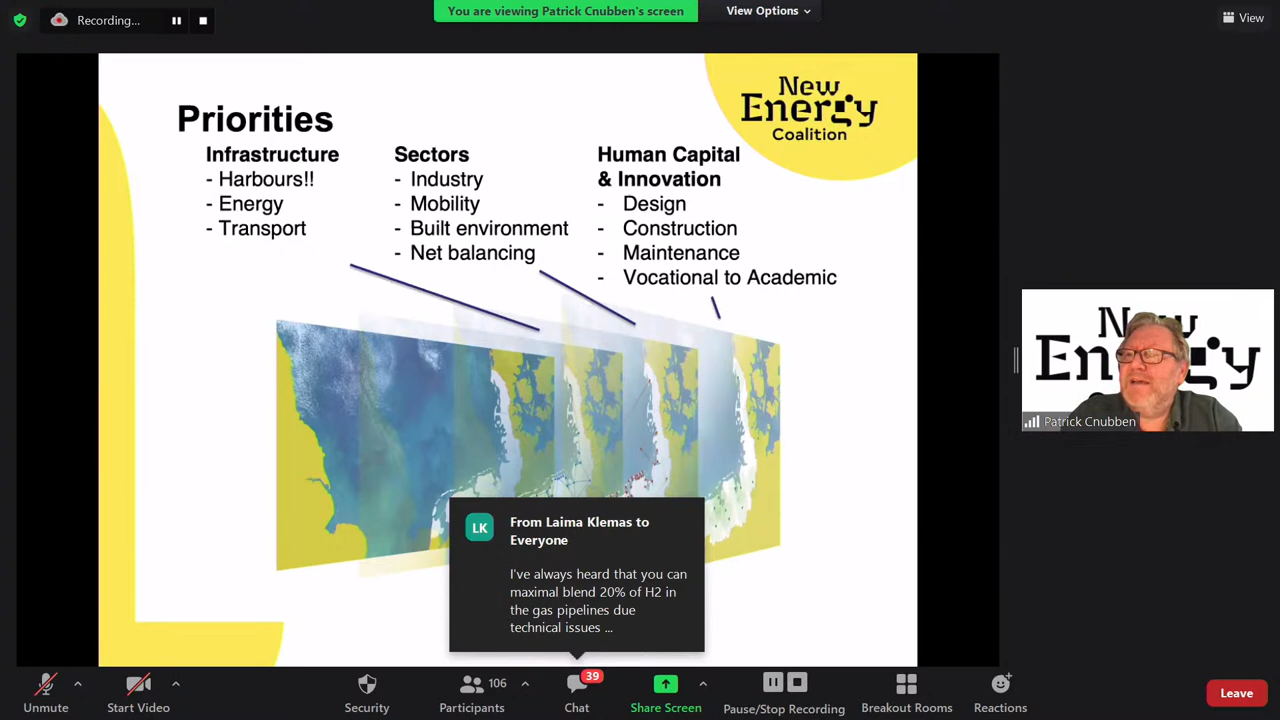 Recording...
You are viewing Patrick Cnubben's screen
View Options
View
New
Energy
Coalition
Priorities
Infrastructure
- Harbours!!
- Energy
- Transport
Sectors
- Industry
- Mobility
- Built environment
- Net balancing
Human Capital
& Innovation
- Design
- Construction
- Maintenance
- Vocational to Academic
New
Energy
Patrick Cnubben
LK
From Laima Klemas to
Everyone
I've always heard that you can
maximal blend 20% of H2 in
the gas pipelines due
technical issues ...
Unmute
Start Video
Security
106
Participants
39
Chat
Share Screen
Pause/Stop Recording
Breakout Rooms
Reactions
Leave